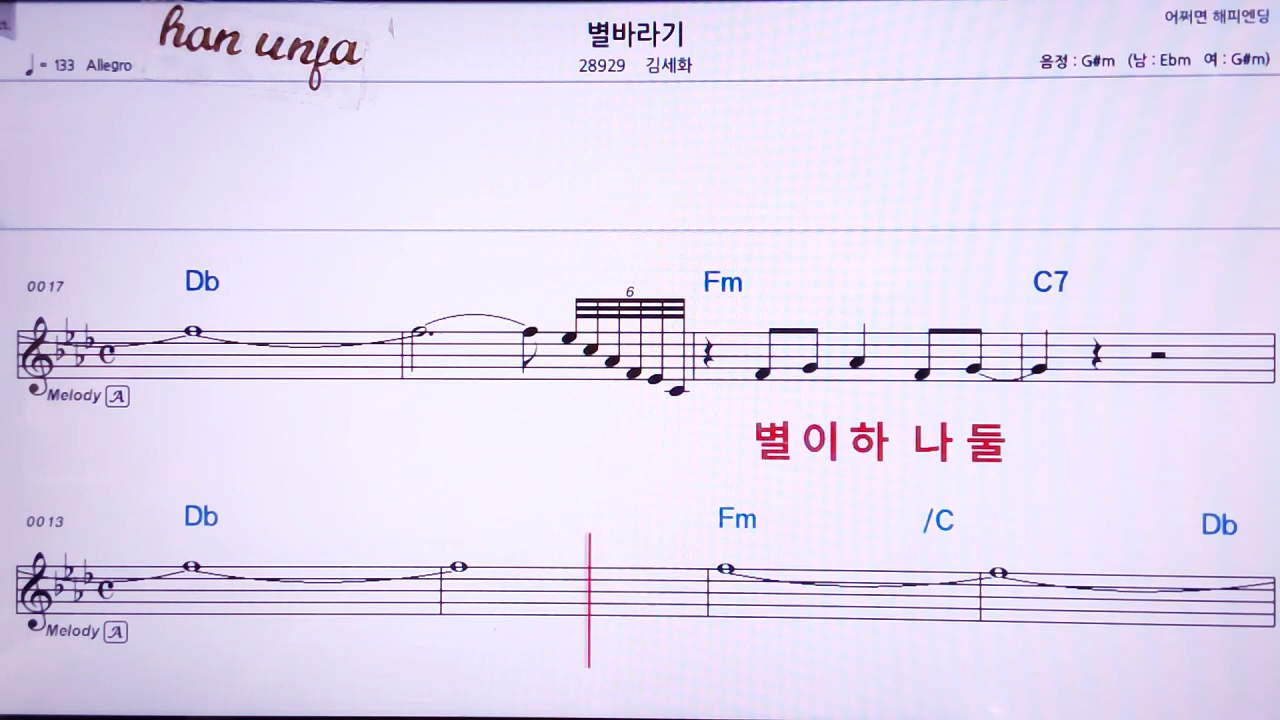 어쩌면 해피엔딩
han unfa
별바라기
♩= 133 Allegro
28929 김세화
음정 : G#m (남 : Ebm 여 : G#m)
0017 Db Fm C7
6
Melody A
별 이 하 나 둘
0013 Db Fm /C Db
Melody A